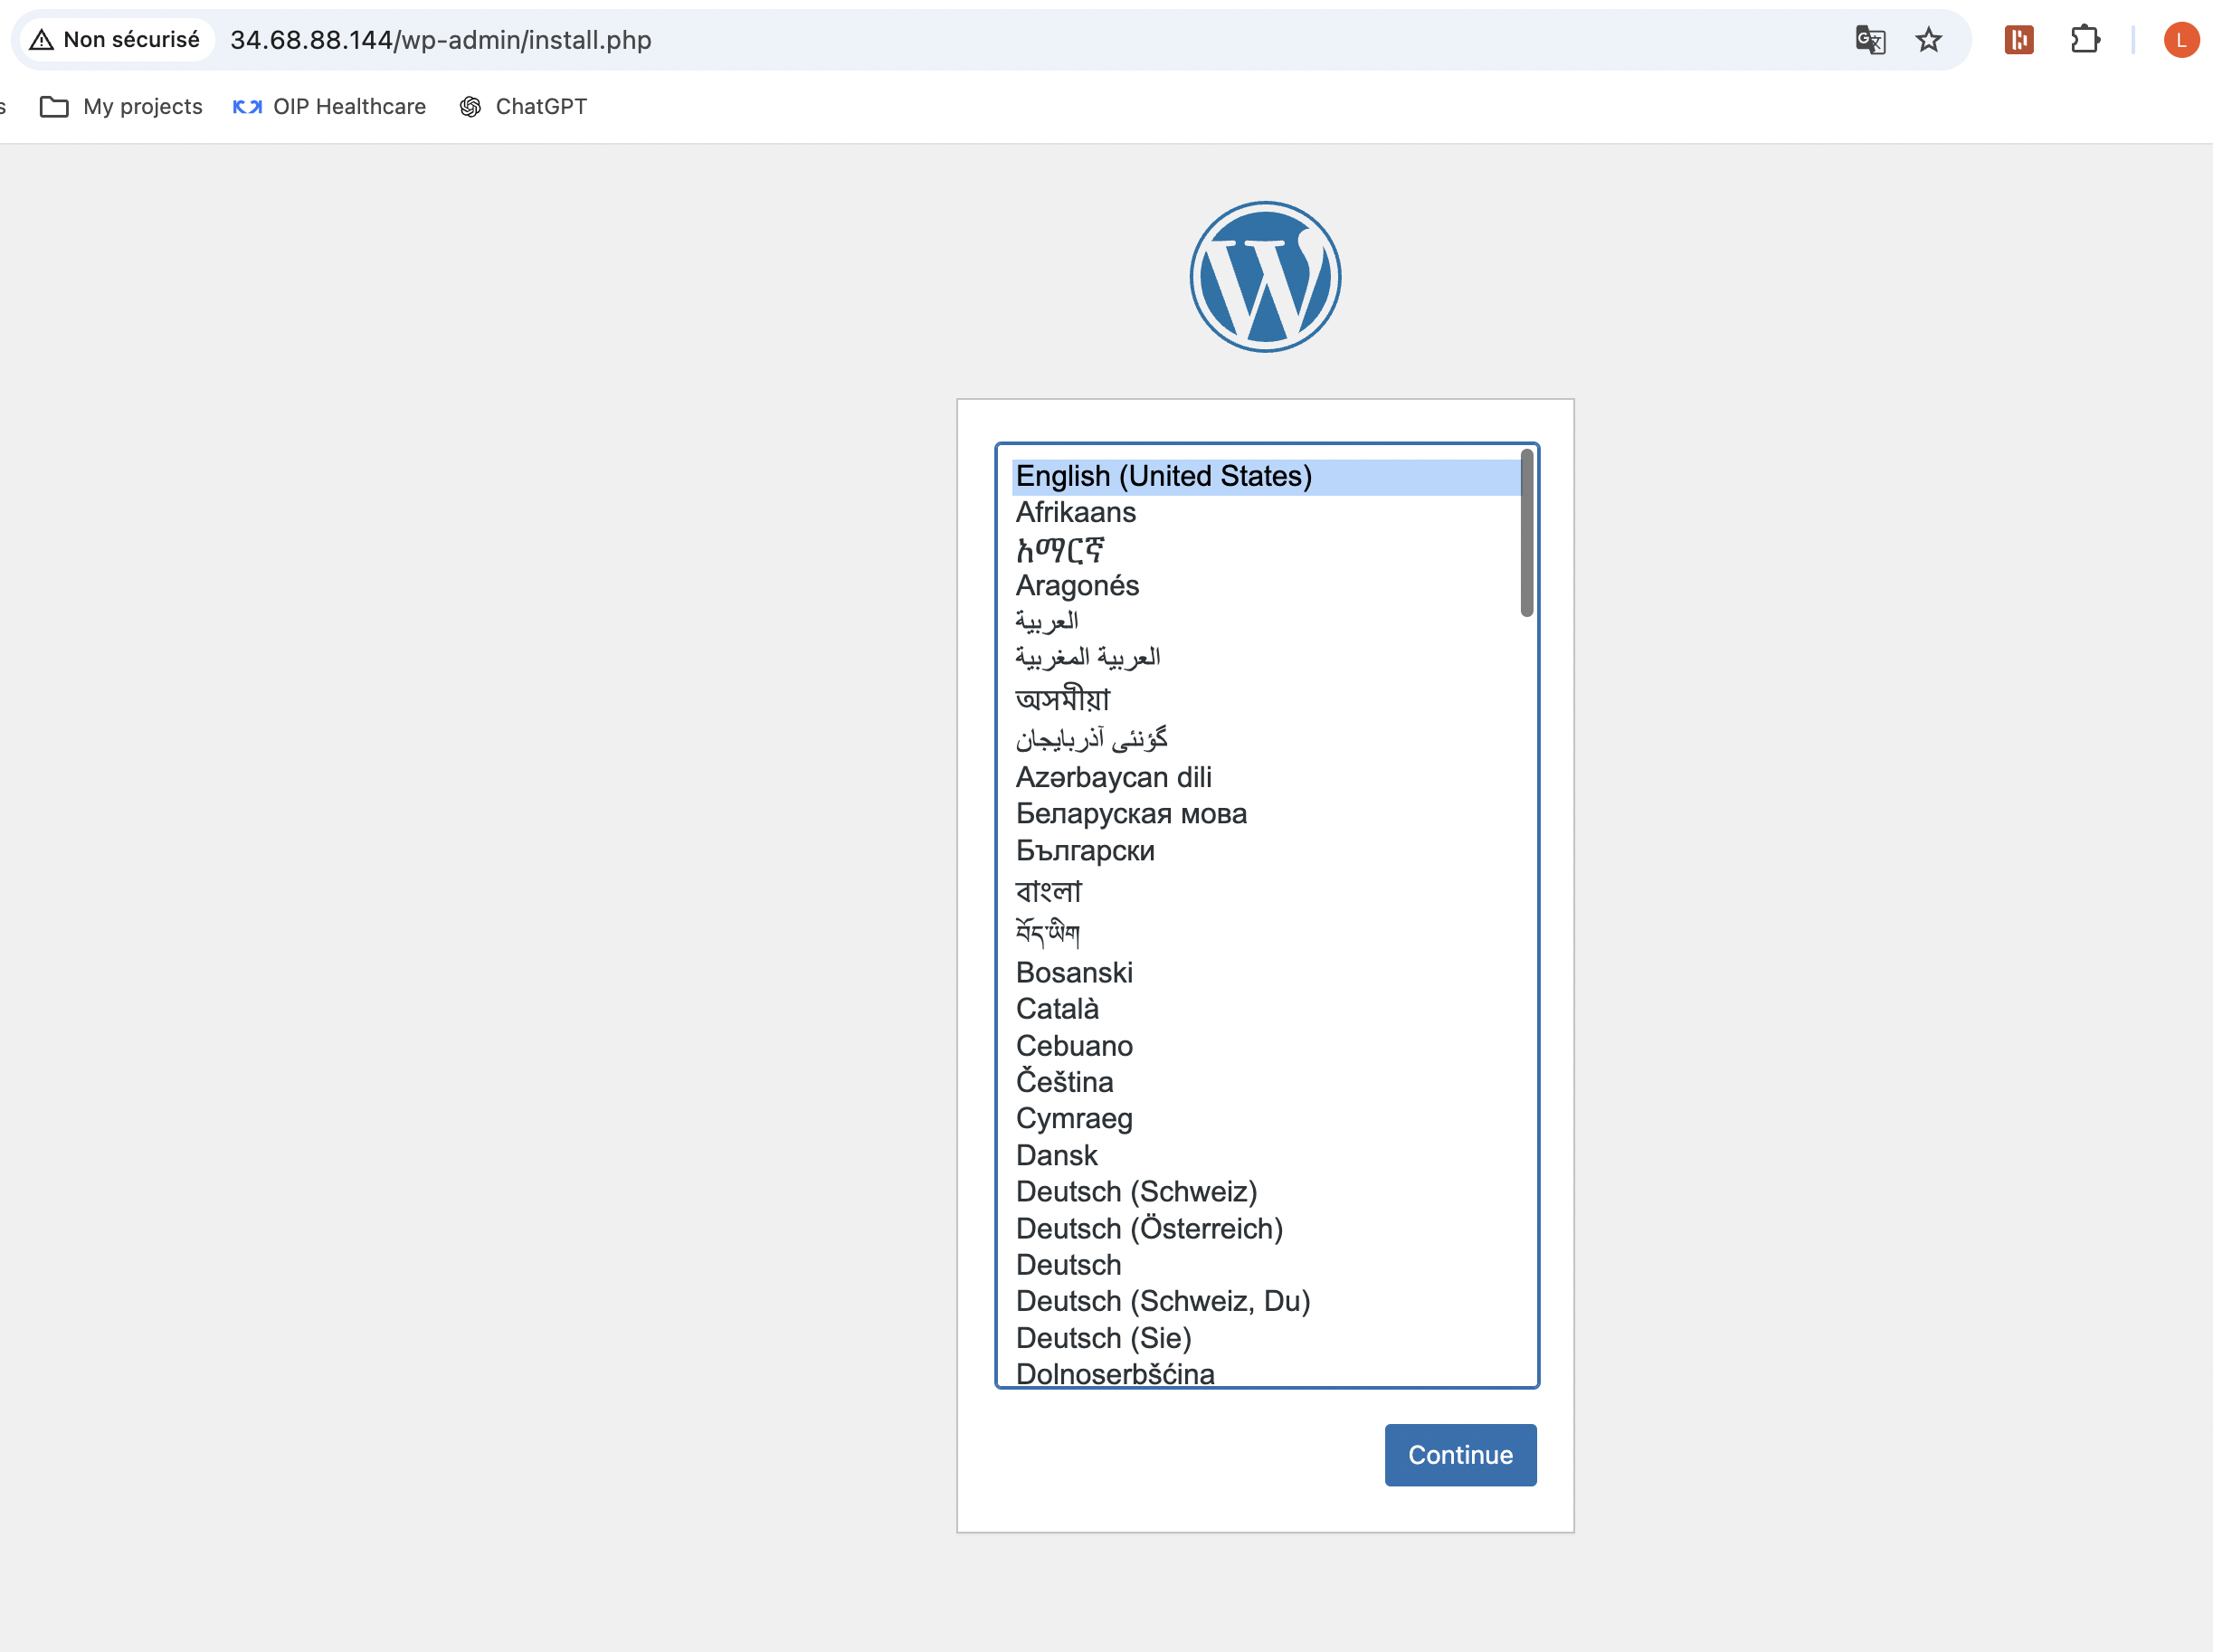 Non sécurisé 34.68.88.144/wp-admin/install.php L
s My projects OIP Healthcare ChatGPT
English (United States)
Afrikaans
አማርኛ
Aragonés
العربية
العربية المغربية
অসমীয়া
گؤنئی آذربایجان
Azərbaycan dili
Беларуская мова
Български
বাংলা
བོད་ཡིག
Bosanski
Català
Cebuano
Čeština
Cymraeg
Dansk
Deutsch (Schweiz)
Deutsch (Österreich)
Deutsch
Deutsch (Schweiz, Du)
Deutsch (Sie)
Dolnoserbšćina
Continue